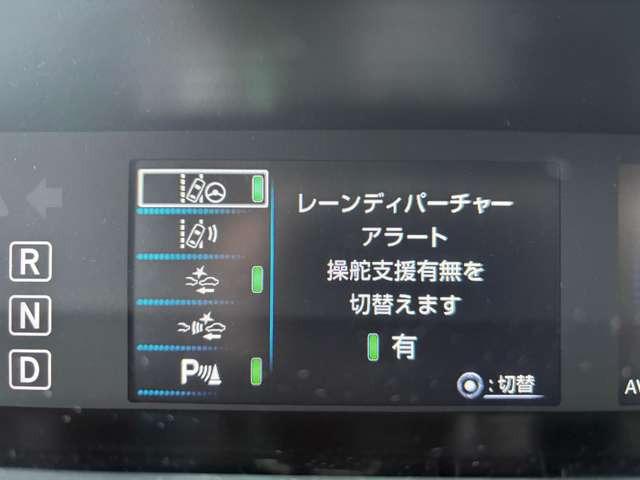 レーンディパーチャー
アラート
操舵支援有無を
切替えます
有
:切替
P
R
N
D
AV